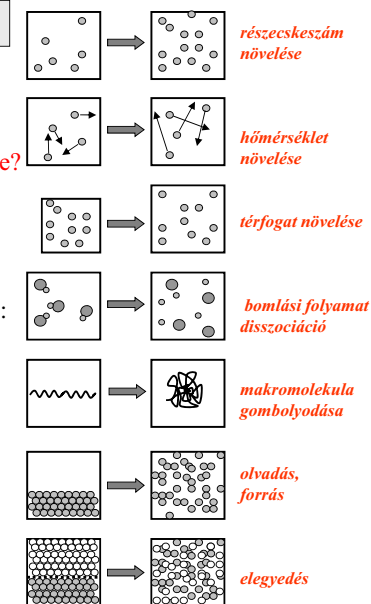 részecskeszám
növelése
hőmérséklet
növelése
e?
térfogat növelése
:
bomlási folyamat
disszociáció
makromolekula
gombolyodása
olvadás,
forrás
elegyedés